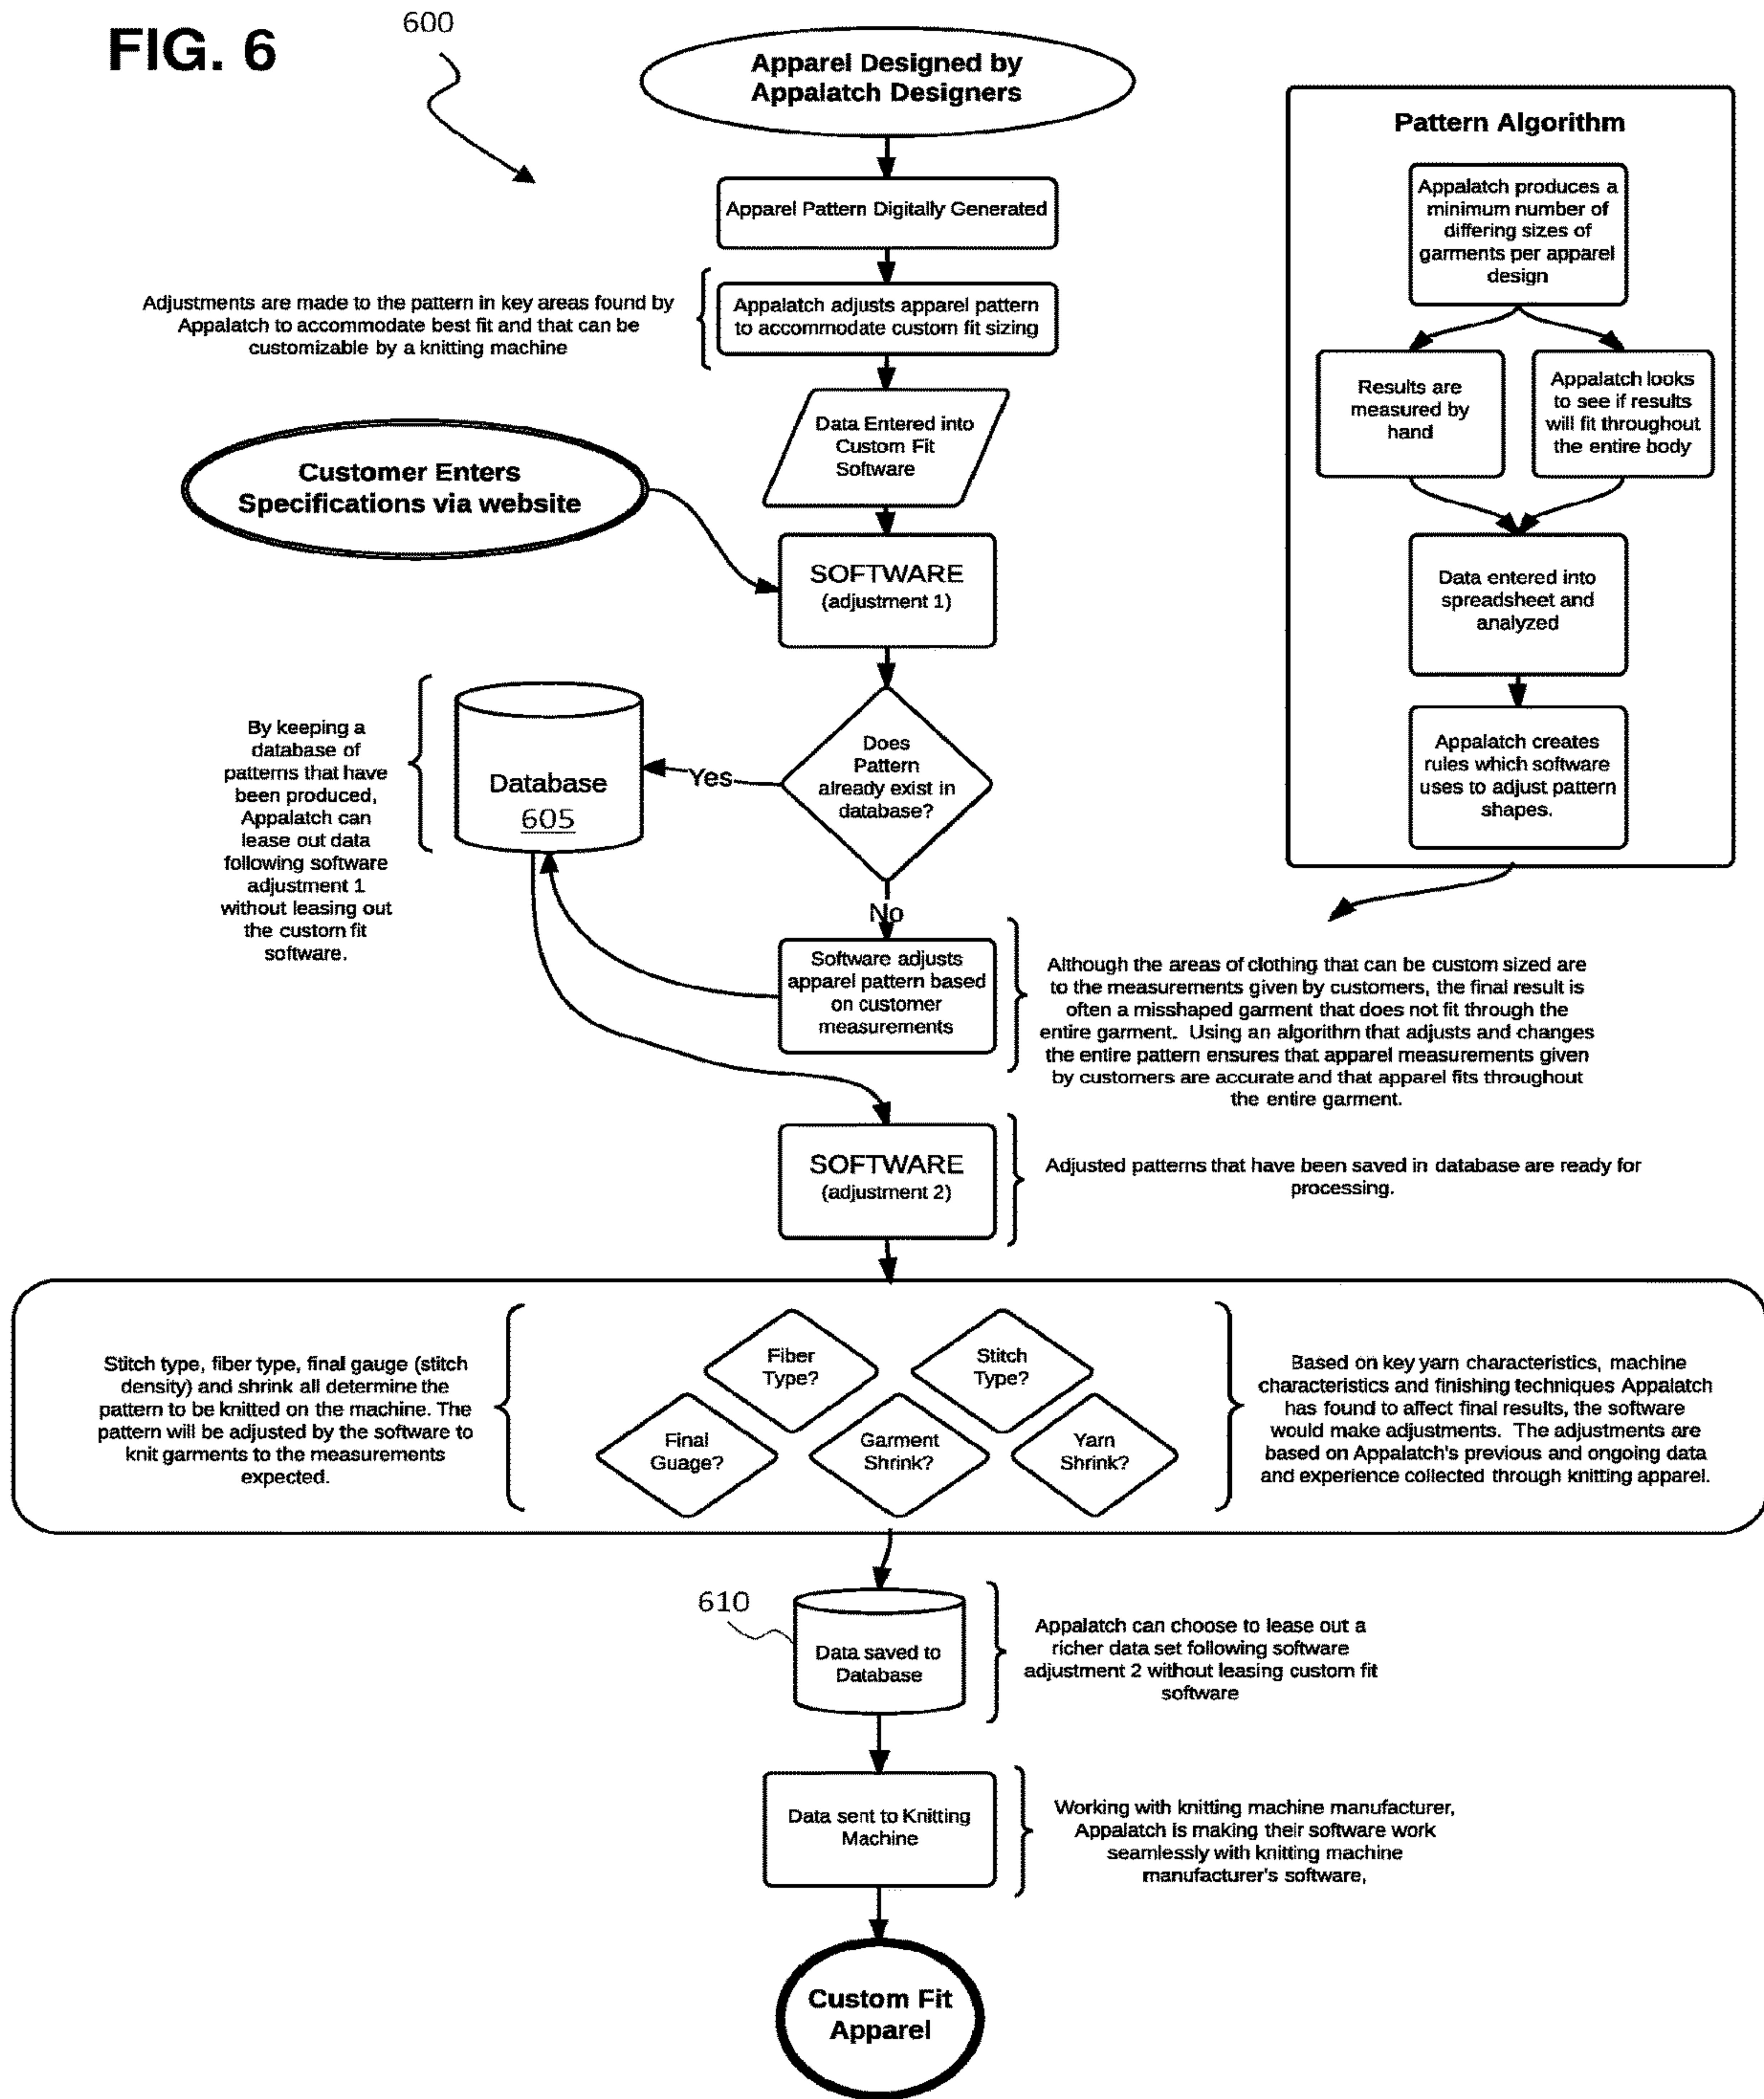 FIG. 6
600
Apparel Designed by
Appalatch Designers
Apparel Pattern Digitally Generated
Adjustments are made to the pattern in key areas found by
Appalatch to accommodate best fit and that can be
customizable by a knitting machine
Appalatch adjusts apparel pattern
to accommodate custom fit sizing
Data Entered into
Custom Fit
Software
Customer Enters
Specifications via website
SOFTWARE
(adjustment 1)
Does
Pattern
already exist in
database?
Yes
Database
605
By keeping a
database of
patterns that have
been produced,
Appalatch can
lease out data
following software
adjustment 1
without leasing out
the custom fit
software.
No
Software adjusts
apparel pattern based
on customer
measurements
Pattern Algorithm
Appalatch produces a
minimum number of
differing sizes of
garments per apparel
design
Results are
measured by
hand
Appalatch looks
to see if results
will fit throughout
the entire body
Data entered into
spreadsheet and
analyzed
Appalatch creates
rules which software
uses to adjust pattern
shapes.
Although the areas of clothing that can be custom sized are
to the measurements given by customers, the final result is
often a misshaped garment that does not fit through the
entire garment. Using an algorithm that adjusts and changes
the entire pattern ensures that apparel measurements given
by customers are accurate and that apparel fits throughout
the entire garment.
SOFTWARE
(adjustment 2)
Adjusted patterns that have been saved in database are ready for
processing.
Stitch type, fiber type, final gauge (stitch
density) and shrink all determine the
pattern to be knitted on the machine. The
pattern will be adjusted by the software to
knit garments to the measurements
expected.
Fiber
Type?
Stitch
Type?
Final
Guage?
Garment
Shrink?
Yarn
Shrink?
Based on key yarn characteristics, machine
characteristics and finishing techniques Appalatch
has found to affect final results, the software
would make adjustments. The adjustments are
based on Appalatch's previous and ongoing data
and experience collected through knitting apparel.
610
Data saved to
Database
Appalatch can choose to lease out a
richer data set following software
adjustment 2 without leasing custom fit
software
Data sent to Knitting
Machine
Working with knitting machine manufacturer,
Appalatch is making their software work
seamlessly with knitting machine
manufacturer's software,
Custom Fit
Apparel